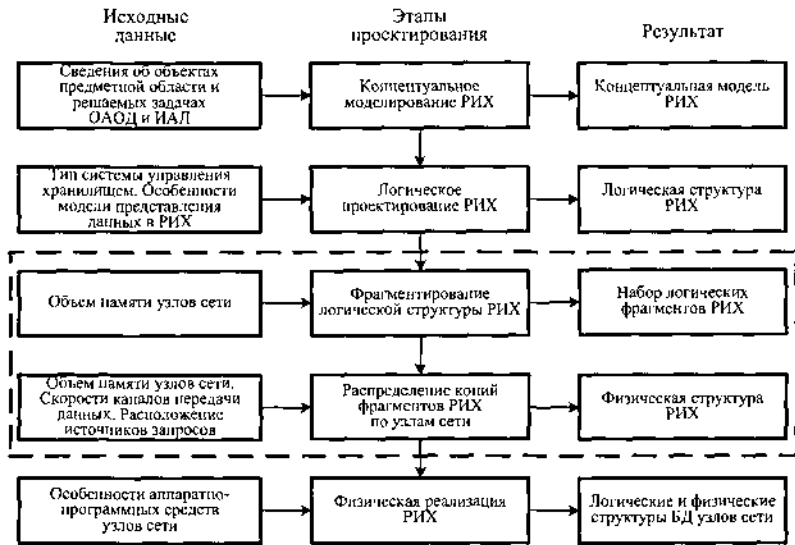 Исходные
данные
Этапы
проектирования
Результат
Сведения об объектах
предметной области и
решаемых задачах
ОАОД и ИАЛ
Концептуальное
моделирование РИХ
Концептуальная модель
РИХ
Тип системы управления
хранилищем. Особенности
модели представления
данных в РИХ
Логическое
проектирование РИХ
Логическая структура
РИХ
Объем памяти узлов сети
Фрагментирование
логической структуры РИХ
Набор логических
фрагментов РИХ
Объем памяти узлов сети.
Скорости каналов передачи
данных. Расположение
источников запросов
Распределение копий
фрагментов РИХ
по узлам сети
Физическая структура
РИХ
Особенности аппаратно-
программных средств
узлов сети
Физическая реализация
РИХ
Логические и физические
структуры БД узлов сети